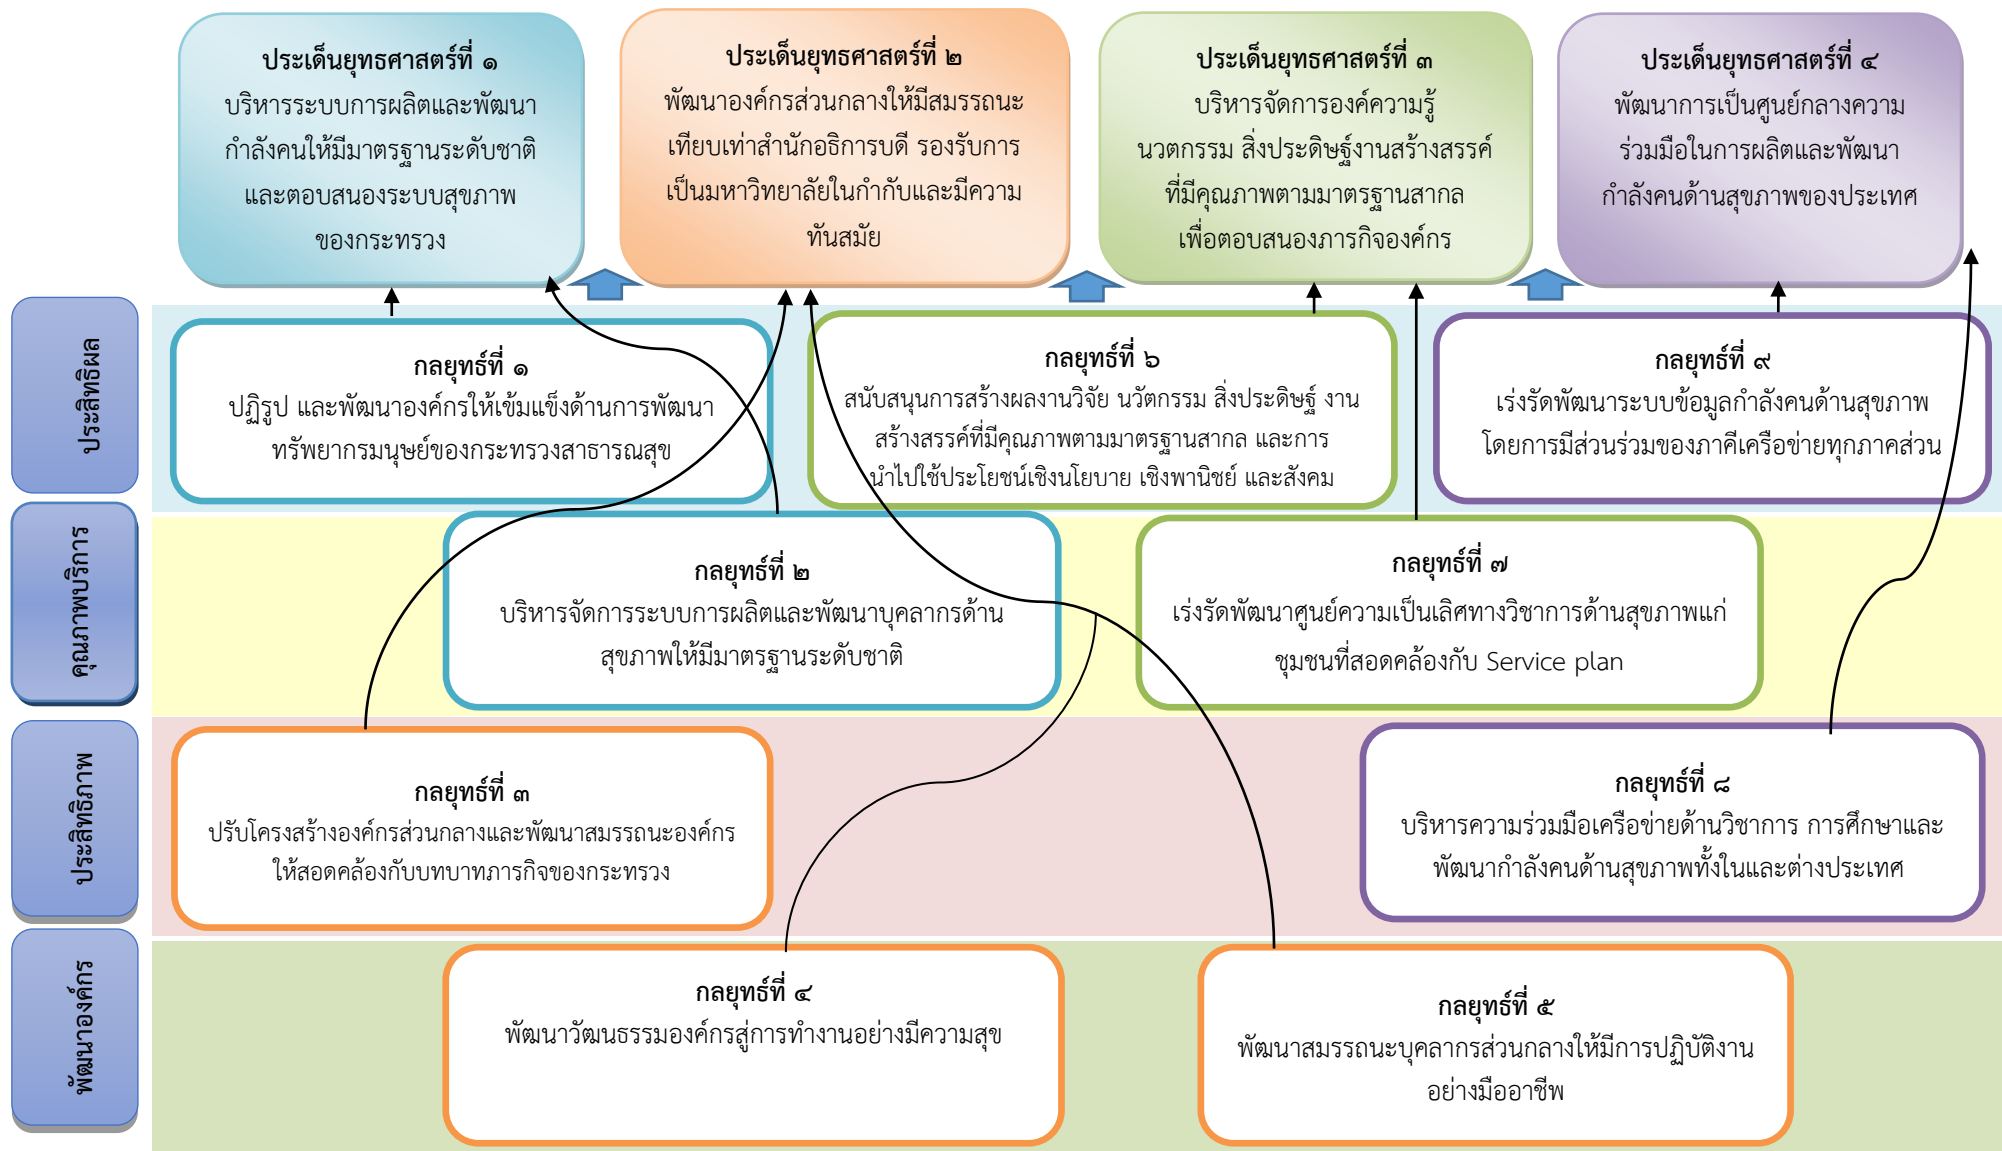 ประเด็นยุทธศาสตร์ที่ ๑
บริหารระบบการผลิตและพัฒนา
กำลังคนให้มีมาตรฐานระดับชาติ
และตอบสนองระบบสุขภาพ
ของกระทรวง
ประเด็นยุทธศาสตร์ที่ ๒
พัฒนาองค์กรส่วนกลางให้มีสมรรถนะ
เทียบเท่าสำนักอธิการบดี รองรับการ
เป็นมหาวิทยาลัยในกำกับและมีความ
ทันสมัย
ประเด็นยุทธศาสตร์ที่ ๓
บริหารจัดการองค์ความรู้
นวตกรรม สิ่งประดิษฐ์งานสร้างสรรค์
ที่มีคุณภาพตามมาตรฐานสากล
เพื่อตอบสนองภารกิจองค์กร
ประเด็นยุทธศาสตร์ที่ ๔
พัฒนาการเป็นศูนย์กลางความ
ร่วมมือในการผลิตและพัฒนา
กำลังคนด้านสุขภาพของประเทศ
ประสิทธิผล
กลยุทธ์ที่ ๑
ปฏิรูป และพัฒนาองค์กรให้เข้มแข็งด้านการพัฒนา
ทรัพยากรมนุษย์ของกระทรวงสาธารณสุข
กลยุทธ์ที่ ๖
สนับสนุนการสร้างผลงานวิจัย นวัตกรรม สิ่งประดิษฐ์ งาน
สร้างสรรค์ที่มีคุณภาพตามมาตรฐานสากล และการ
นำไปใช้ประโยชน์เชิงนโยบาย เชิงพานิชย์ และสังคม
กลยุทธ์ที่ ๙
เร่งรัดพัฒนาระบบข้อมูลกำลังคนด้านสุขภาพ
โดยการมีส่วนร่วมของภาคีเครือข่ายทุกภาคส่วน
คุณภาพบริการ
กลยุทธ์ที่ ๒
บริหารจัดการระบบการผลิตและพัฒนาบุคลากรด้าน
สุขภาพให้มีมาตรฐานระดับชาติ
กลยุทธ์ที่ ๗
เร่งรัดพัฒนาศูนย์ความเป็นเลิศทางวิชาการด้านสุขภาพแก่
ชุมชนที่สอดคล้องกับ Service plan
ประสิทธิภาพ
กลยุทธ์ที่ ๓
ปรับโครงสร้างองค์กรส่วนกลางและพัฒนาสมรรถนะองค์กร
ให้สอดคล้องกับบทบาทภารกิจของกระทรวง
กลยุทธ์ที่ ๘
บริหารความร่วมมือเครือข่ายด้านวิชาการ การศึกษาและ
พัฒนากำลังคนด้านสุขภาพทั้งในและต่างประเทศ
พัฒนาองค์กร
กลยุทธ์ที่ ๔
พัฒนาวัฒนธรรมองค์กรสู่การทำงานอย่างมีความสุข
กลยุทธ์ที่ ๕
พัฒนาสมรรถนะบุคลากรส่วนกลางให้มีการปฏิบัติงาน
อย่างมืออาชีพ